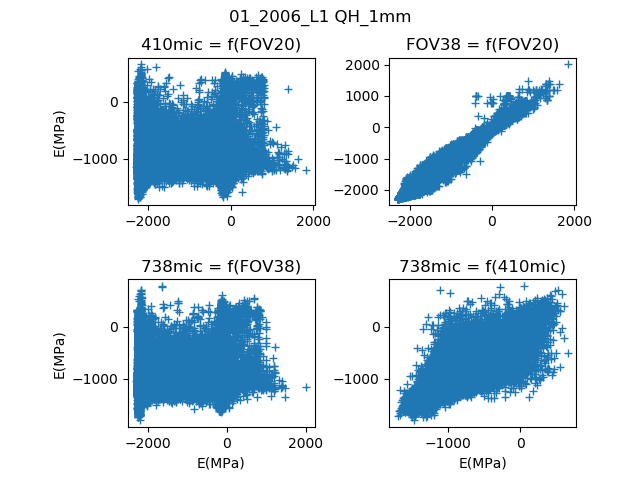 01_2006_L1 QH_1mm
410mic = f(FOV20)
FOV38 = f(FOV20)
E(MPa)
0
−1000
−2000
0
2000
2000
1000
0
−1000
−2000
−2000
0
2000
738mic = f(FOV38)
738mic = f(410mic)
E(MPa)
0
−1000
−2000
0
2000
E(MPa)
0
−1000
−1000
0
E(MPa)